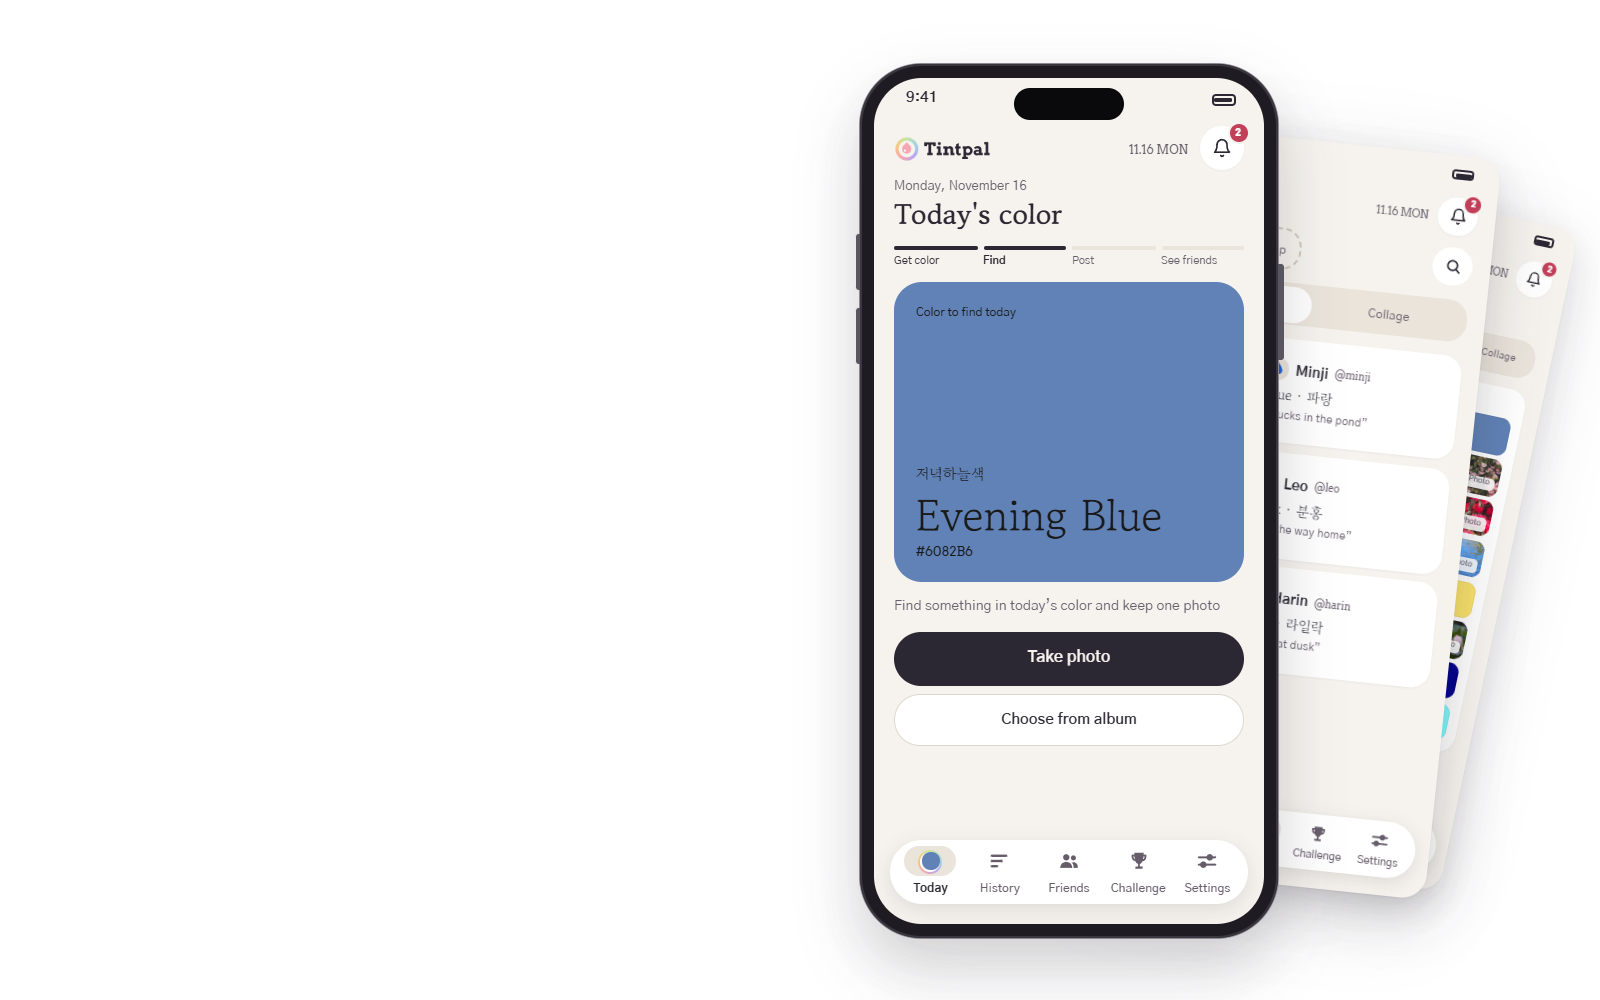 9:41
Tintpal
11.16 MON
2
Monday, November 16
Today's color
Get color
Find
Post
See friends
Color to find today
저녁하늘색
Evening Blue
#6082B6
Find something in today’s color and keep one photo
Take photo
Choose from album
Today
History
Friends
Challenge
Settings
11.16 MON
2
Collage
Minji @minji
· 파랑
in the pond”
Leo @leo
· 분홍
way home”
@harin
· 라일락
at dusk”
Challenge
Settings
2
Collage
Photo